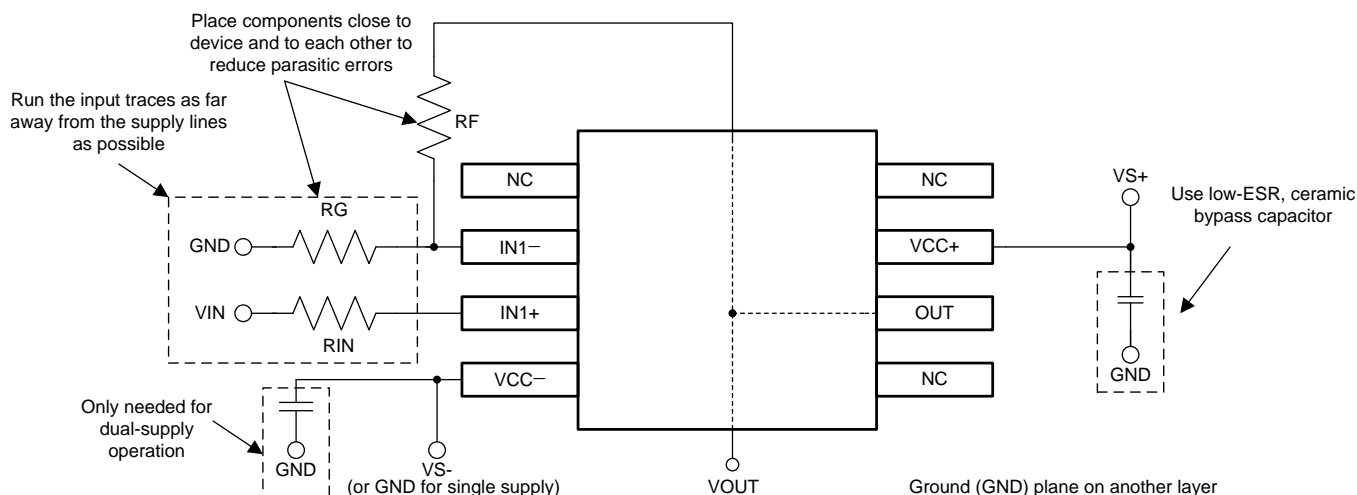 Place components close to
device and to each other to
reduce parasitic errors
Run the input traces as far
away from the supply lines
as possible
RF
NC
NC
VS+
Use low-ESR, ceramic
bypass capacitor
RG
GND
IN1−
VCC+
VIN
IN1+
OUT
RIN
VCC−
NC
GND
Only needed for
dual-supply
operation
GND
VS-
(or GND for single supply)
VOUT
Ground (GND) plane on another layer